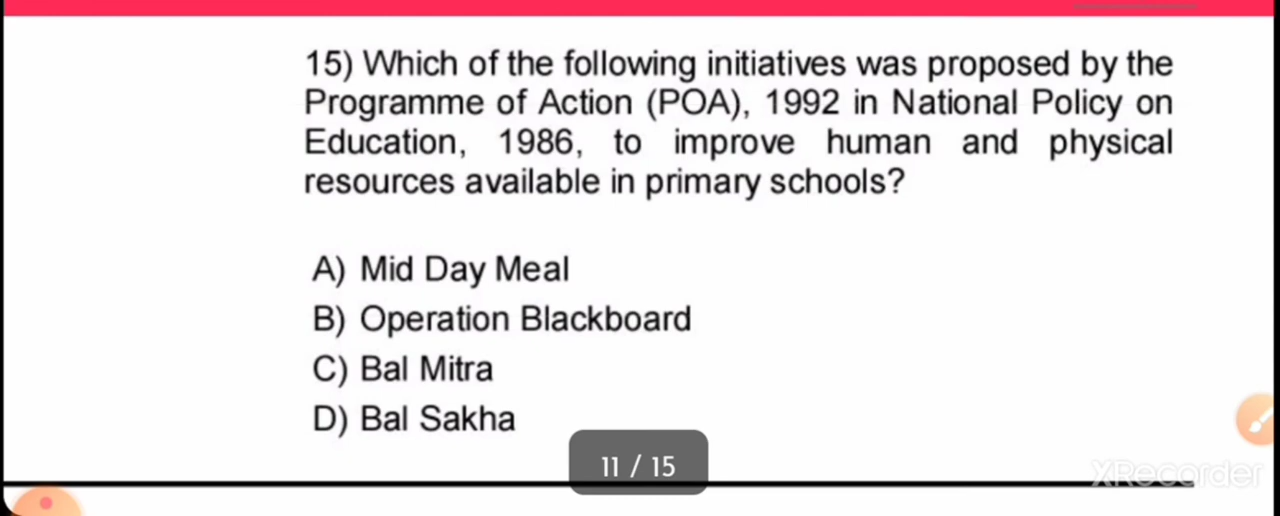 15) Which of the following initiatives was proposed by the
Programme of Action (POA), 1992 in National Policy on
Education, 1986, to improve human and physical
resources available in primary schools?
A) Mid Day Meal
B) Operation Blackboard
C) Bal Mitra
D) Bal Sakha
11 / 15
XRecorder